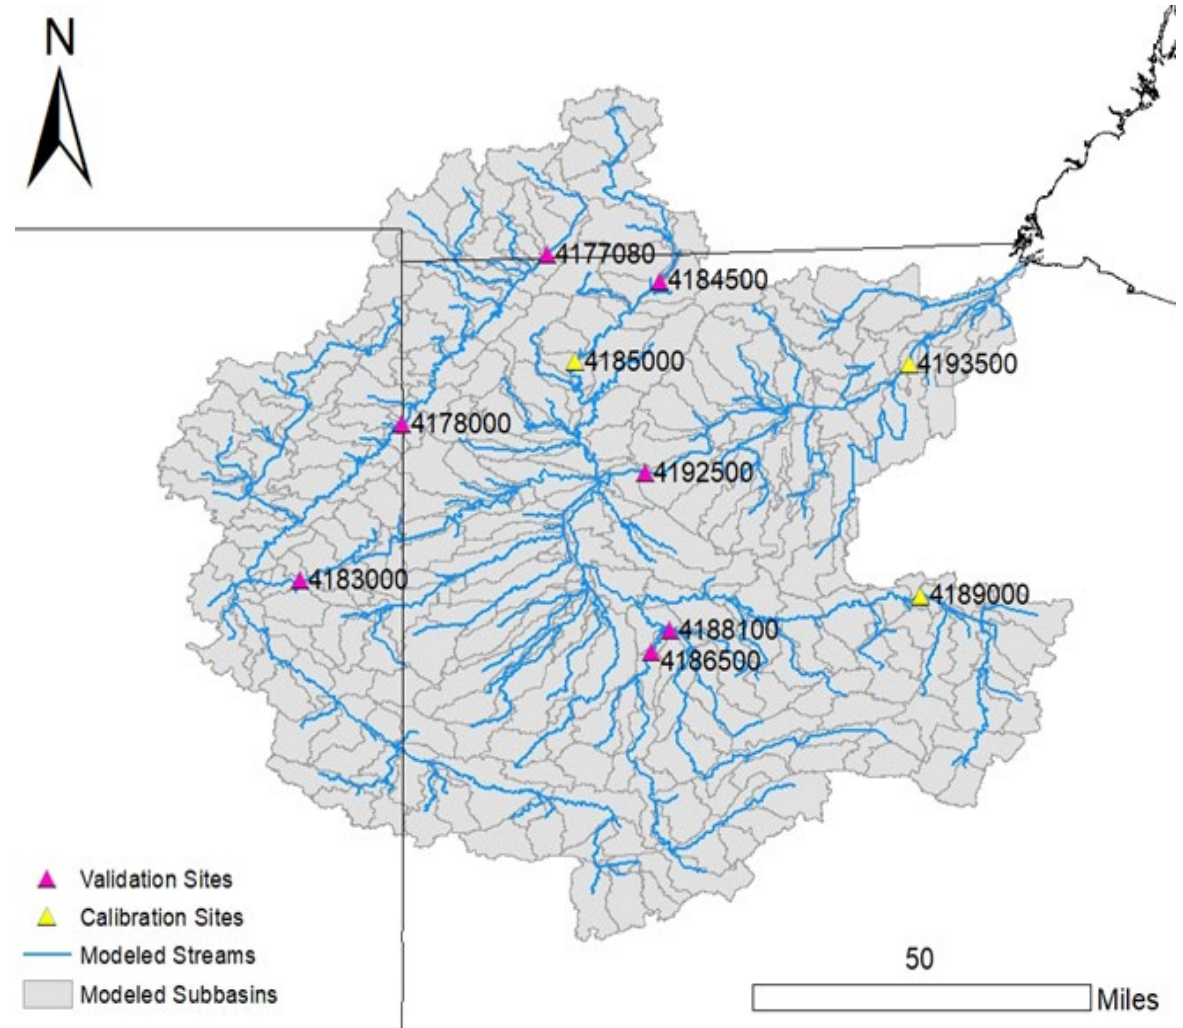 N
4177080
4184500
4185000
4193500
4178000
4192500
4183000
4189000
4188100
4186500
Validation Sites
Calibration Sites
Modeled Streams
Modeled Subbasins
50
Miles